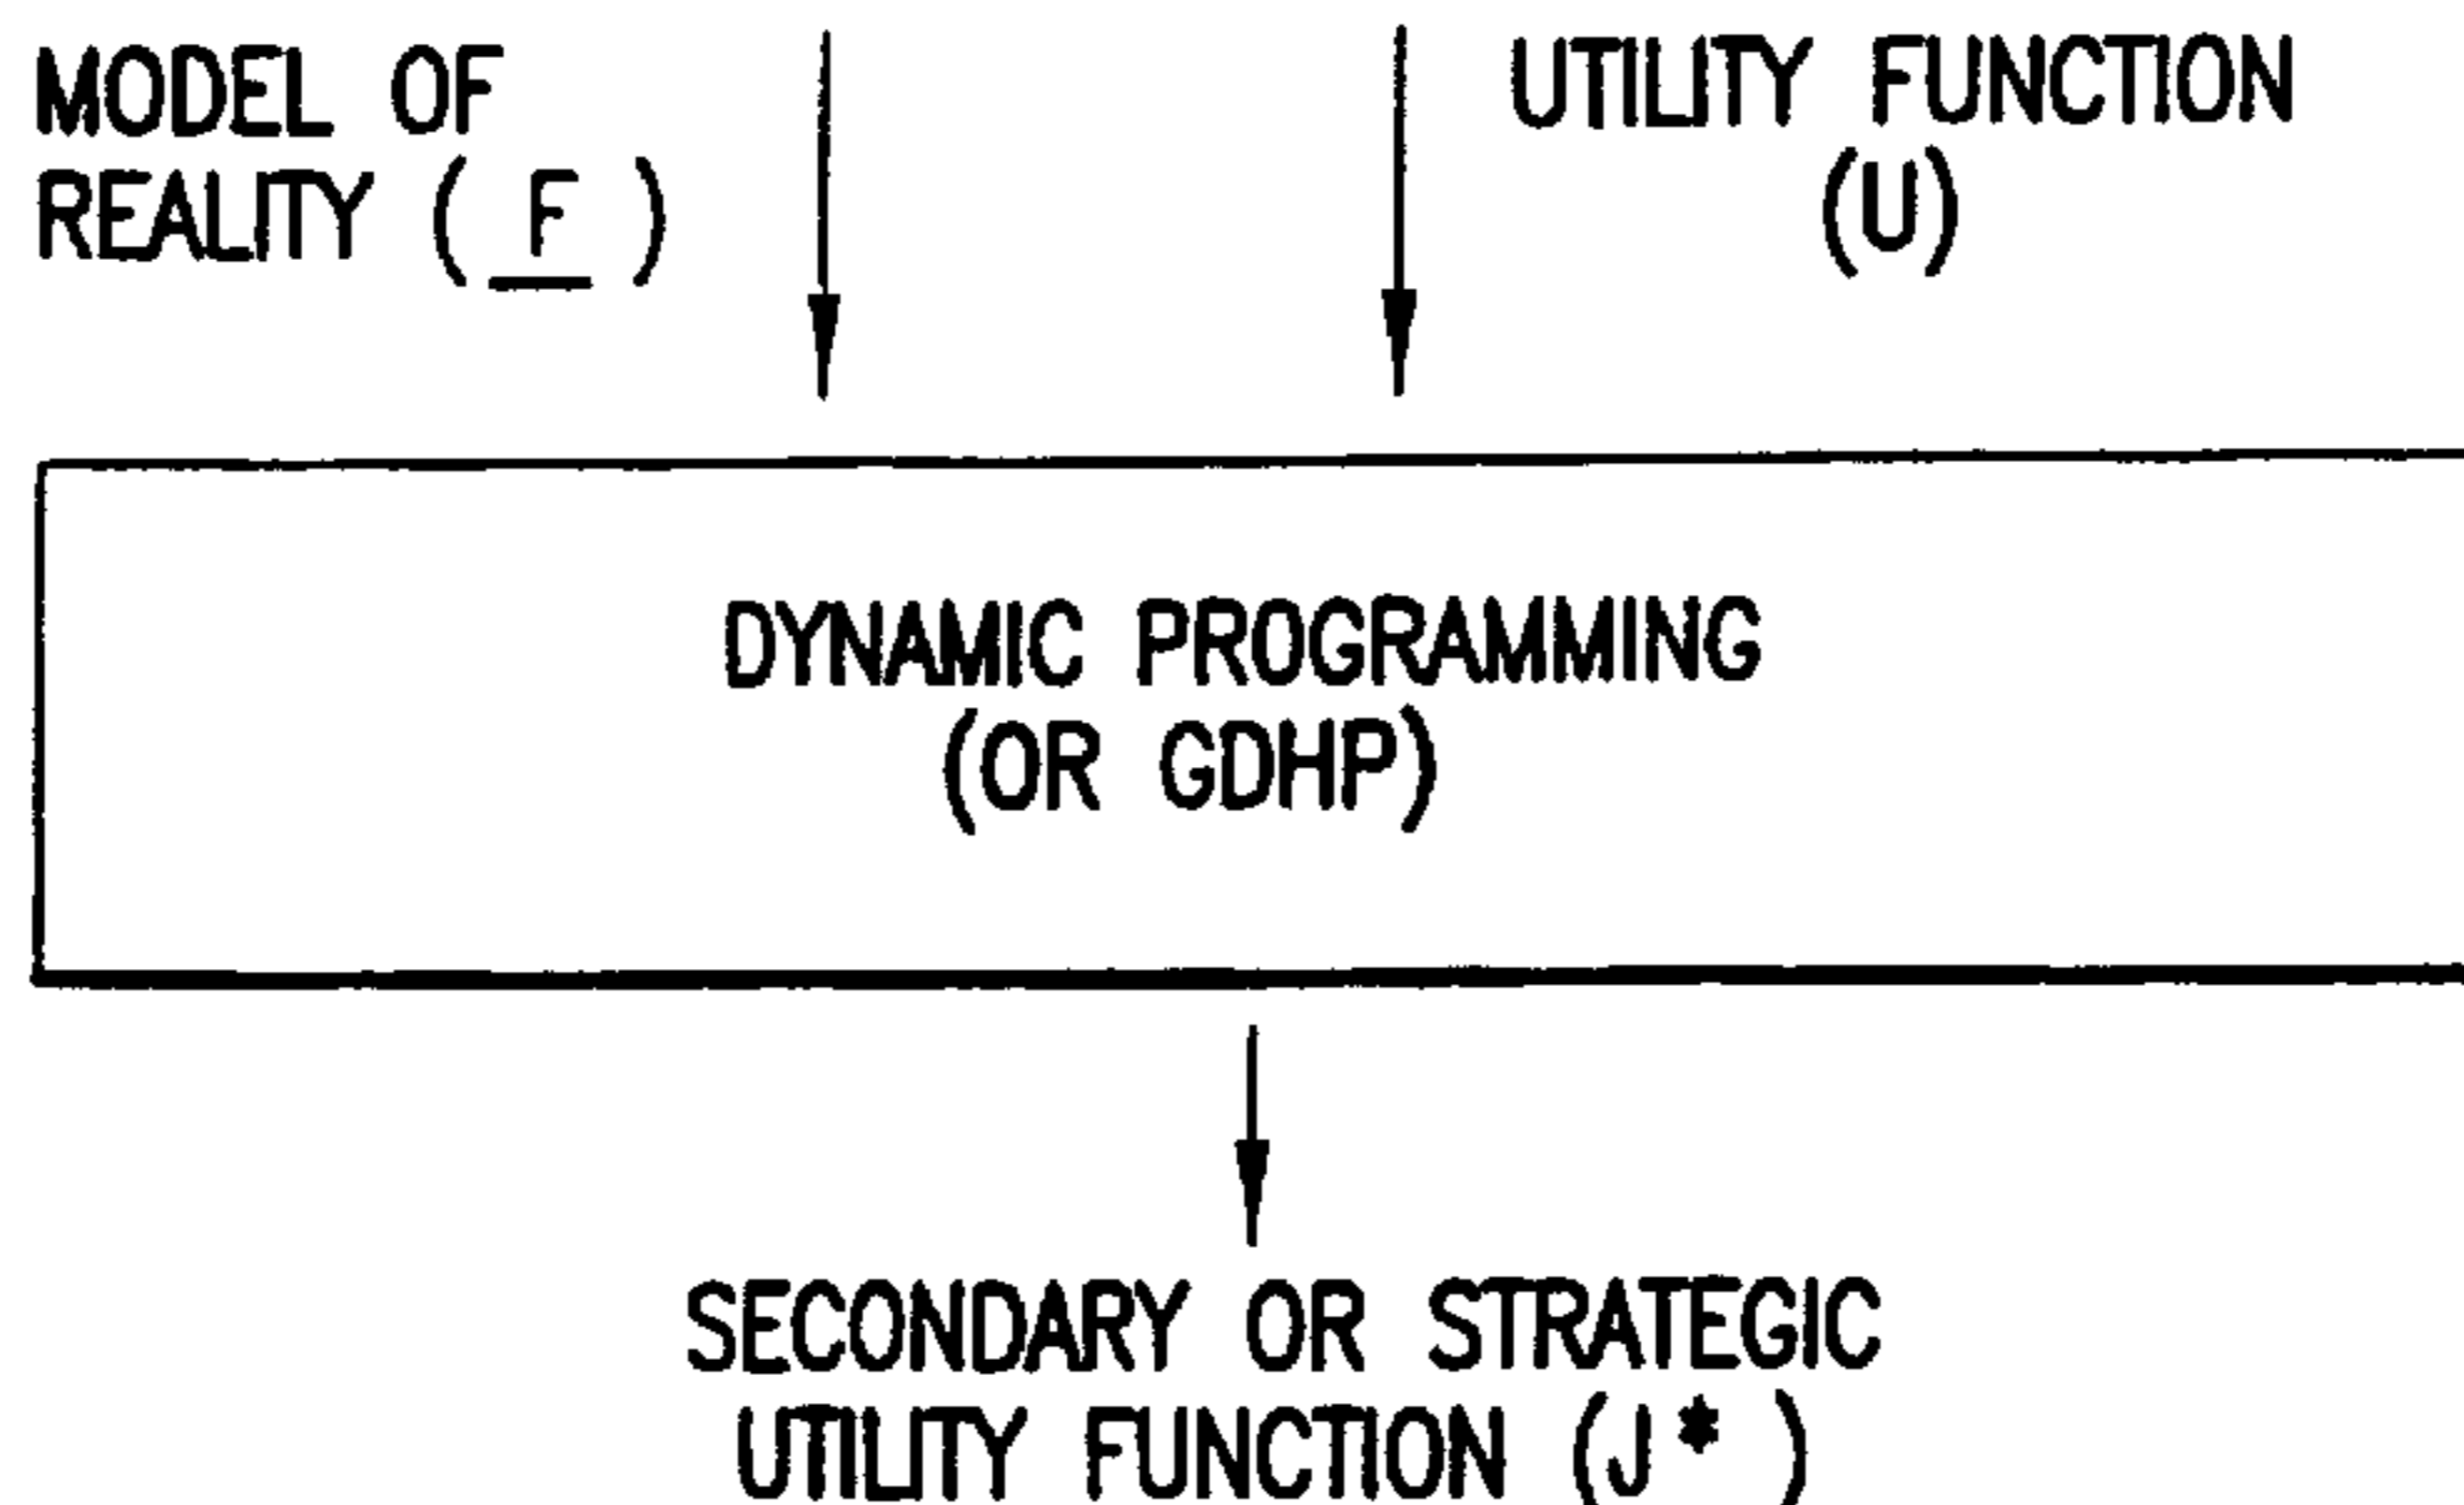 MODEL OF
REALITY ( F )
UTILITY FUNCTION
(U)
DYNAMIC PROGRAMMING
(OR GDHP)
SECONDARY OR STRATEGIC
UTILITY FUNCTION (J* )